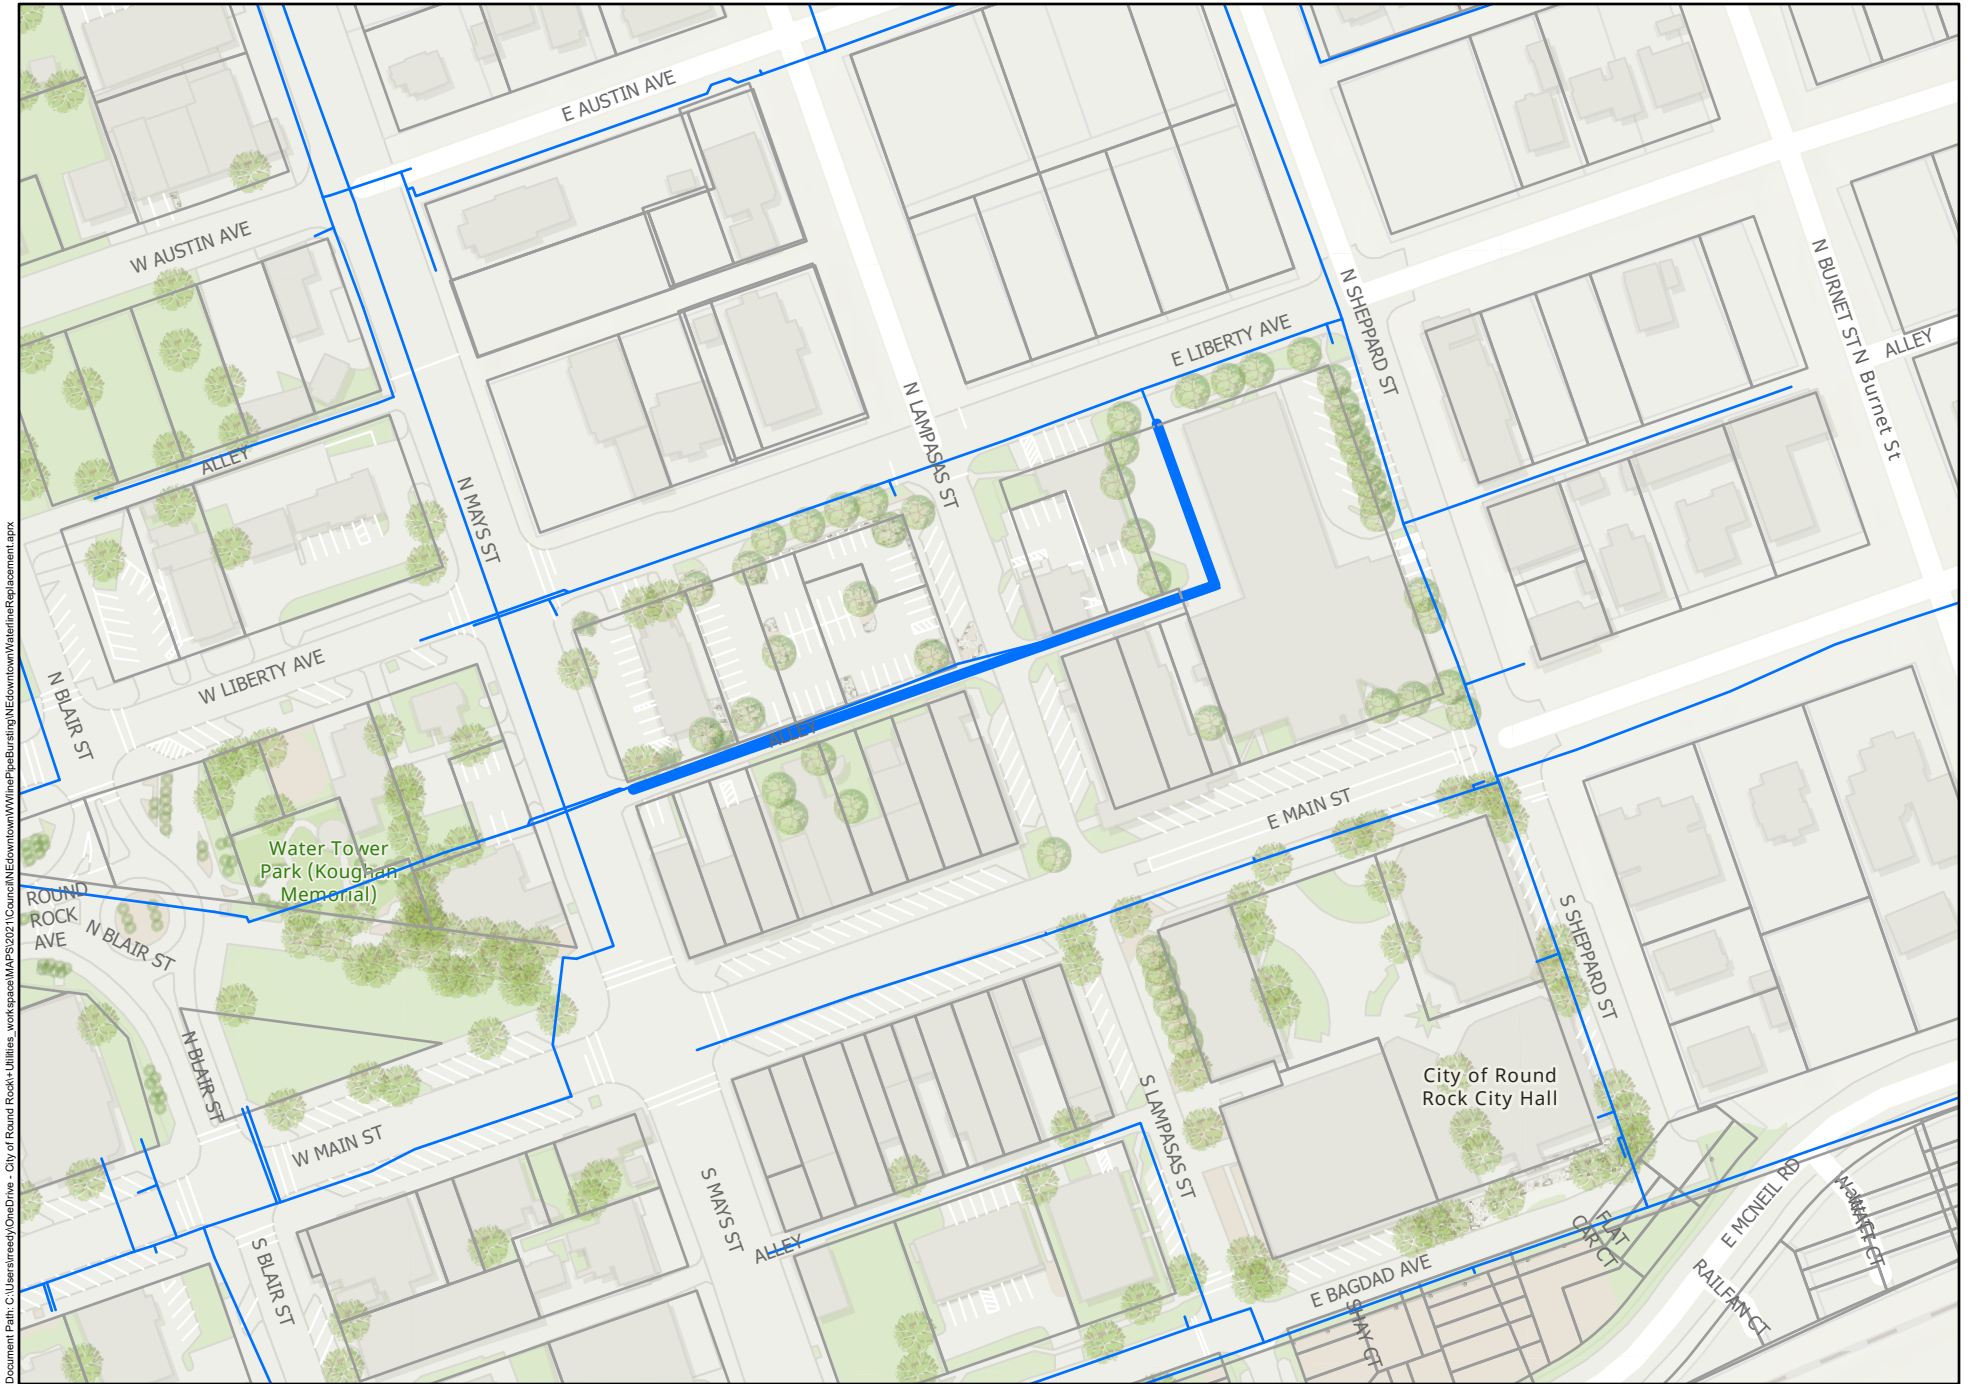 E AUSTIN AVE
W AUSTIN AVE
N SHEPPARD ST
N BURNET ST
N Burnet St
ALLEY
E LIBERTY AVE
N LAMPASAS ST
ALLEY
N MAYS ST
W LIBERTY AVE
N BLAIR ST
ALLEY
E MAIN ST
Water Tower
Park (Koughan
Memorial)
ROUND
ROCK
AVE
N BLAIR ST
S SHEPPARD ST
N BLAIR ST
City of Round
Rock City Hall
W MAIN ST
S LAMPASAS ST
S MAYS ST
ALLEY
S BLAIR ST
E BAGDAD AVE
SHAY CT
FLAT
CAR CT
E MCNEIL RD
RAILFAN CT
Document Path: C:\Users\rreedy\OneDrive - City of Round Rock\+Utilities_workspace\MAPS\2021\Council\NEdowntownWWlinePipeBursting\NEdowntownWaterlineReplacement.aprx